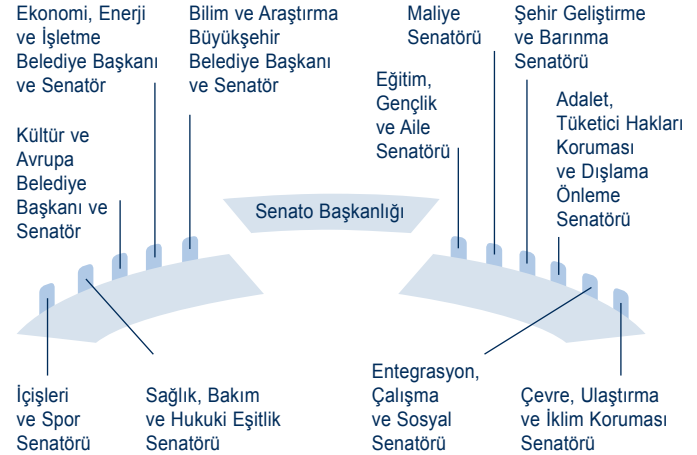 Ekonomi, Enerji
ve İşletme
Belediye Başkanı
ve Senatör
Bilim ve Araştırma
Büyükşehir
Belediye Başkanı
ve Senatör
Maliye
Senatörü
Şehir Geliştirme
ve Barınma
Senatörü
Kültür ve
Avrupa
Belediye
Başkanı ve
Senatör
Eğitim,
Gençlik
ve Aile
Senatörü
Adalet,
Tüketici Hakları
Koruması
ve Dışlama
Önleme
Senatörü
Senato Başkanlığı
İçişleri
ve Spor
Senatörü
Sağlık, Bakım
ve Hukuki Eşitlik
Senatörü
Entegrasyon,
Çalışma
ve Sosyal
Senatörü
Çevre, Ulaştırma
ve İklim Koruması
Senatörü